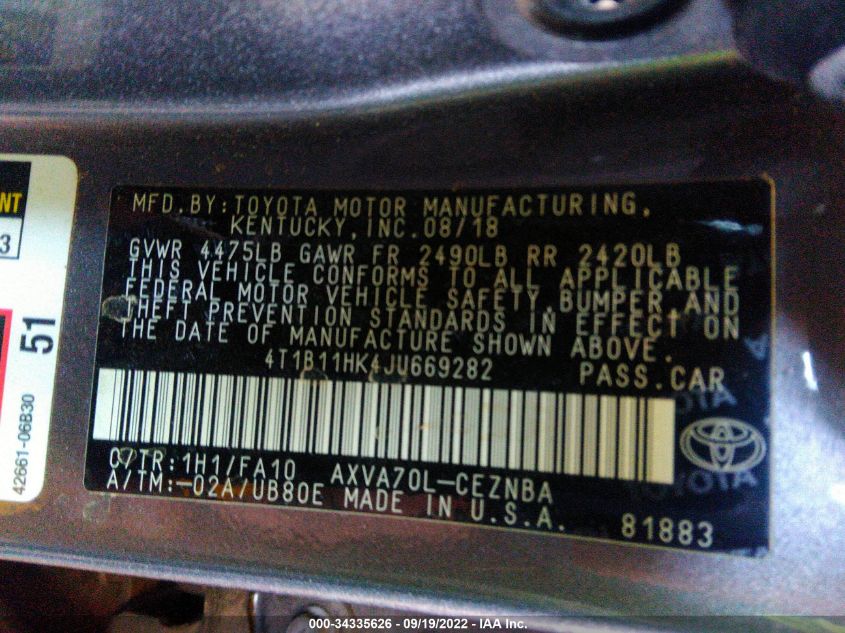 MFD.BY:TOYOTA MOTOR MANUFACTURING,
KENTUCKY,INC.08/18
GVWR 4475LB GAWR FR 2490LB RR 2420LB
THIS VEHICLE CONFORMS TO ALL APPLICABLE
FEDERAL MOTOR VEHICLE SAFETY,BUMPER,AND
THEFT PREVENTION STANDARDS IN EFFECT ON
THE DATE OF MANUFACTURE SHOWN ABOVE.
4T1B11HK4JU669282 PASS.CAR
C/TR:1H1/FA10 AXVA70L-CEZNBA
A/TM:-02A/UB80E MADE IN U.S.A. 81883
3
51
42661-06B30
TOYOTA
000-34335626 - 09/19/2022 - IAA Inc.